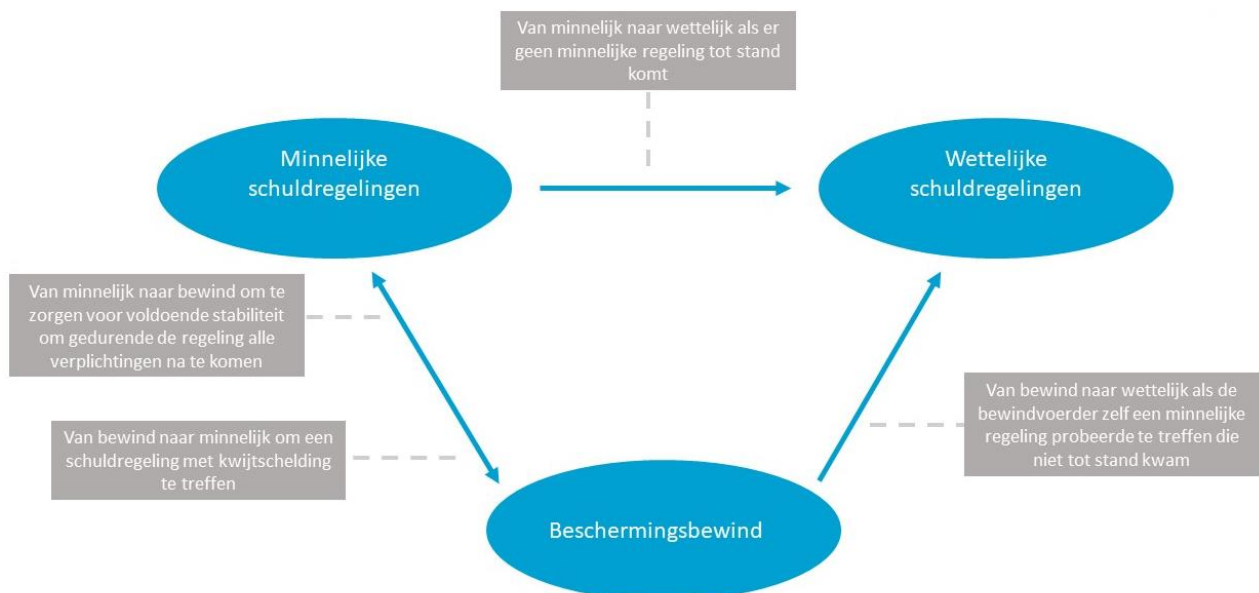 Van minnelijk naar wettelijk als er
geen minnelijke regeling tot stand
komt
Minnelijke
schuldregelingen
Wettelijke
schuldregelingen
Van minnelijk naar bewind om te
zorgen voor voldoende stabiliteit
om gedurende de regeling alle
verplichtingen na te komen
Van bewind naar minnelijk om een
schuldregeling met kwijtschelding
te treffen
Van bewind naar wettelijk als de
bewindvoerder zelf een minnelijke
regeling probeerde te treffen die
niet tot stand kwam
Beschermingsbewind